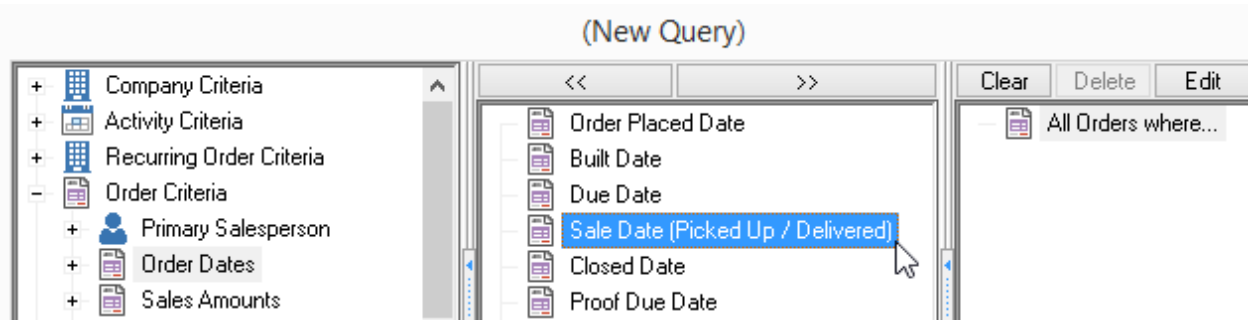 (New Query)
<< >> Clear Delete Edit
Company Criteria
Activity Criteria
Recurring Order Criteria
Order Criteria
Primary Salesperson
Order Dates
Sales Amounts
Order Placed Date
Built Date
Due Date
Sale Date (Picked Up / Delivered)
Closed Date
Proof Due Date
All Orders where...